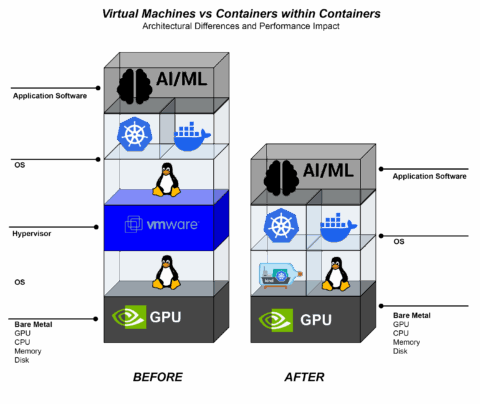 Virtual Machines vs Containers within Containers
Architectural Differences and Performance Impact
AI/ML
Application Software
OS
vmware
Hypervisor
OS
GPU
Bare Metal
GPU
CPU
Memory
Disk
BEFORE
AI/ML
Application Software
OS
kind
GPU
Bare Metal
GPU
CPU
Memory
Disk
AFTER